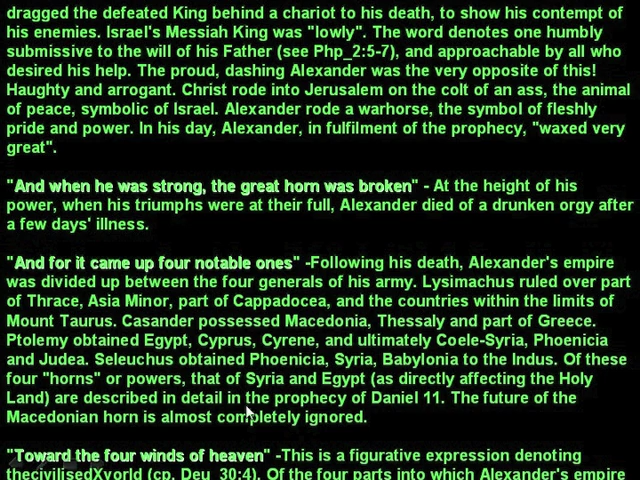 dragged the defeated King behind a chariot to his death, to show his contempt of
his enemies. Israel's Messiah King was "lowly". The word denotes one humbly
submissive to the will of his Father (see Php_2:5-7), and approachable by all who
desired his help. The proud, dashing Alexander was the very opposite of this!
Haughty and arrogant. Christ rode into Jerusalem on the colt of an ass, the animal
of peace, symbolic of Israel. Alexander rode a warhorse, the symbol of fleshly
pride and power. In his day, Alexander, in fulfilment of the prophecy, "waxed very
great".
"And when he was strong, the great horn was broken" - At the height of his
power, when his triumphs were at their full, Alexander died of a drunken orgy after
a few days' illness.
"And for it came up four notable ones" -Following his death, Alexander's empire
was divided up between the four generals of his army. Lysimachus ruled over part
of Thrace, Asia Minor, part of Cappadocea, and the countries within the limits of
Mount Taurus. Casander possessed Macedonia, Thessaly and part of Greece.
Ptolemy obtained Egypt, Cyprus, Cyrene, and ultimately Coele-Syria, Phoenicia
and Judea. Seleuchus obtained Phoenicia, Syria, Babylonia to the Indus. Of these
four "horns" or powers, that of Syria and Egypt (as directly affecting the Holy
Land) are described in detail in the prophecy of Daniel 11. The future of the
Macedonian horn is almost completely ignored.
"Toward the four winds of heaven" -This is a figurative expression denoting
thecivilisedXvorld (cp. Deu_30:4). Of the four parts into which Alexander's empire